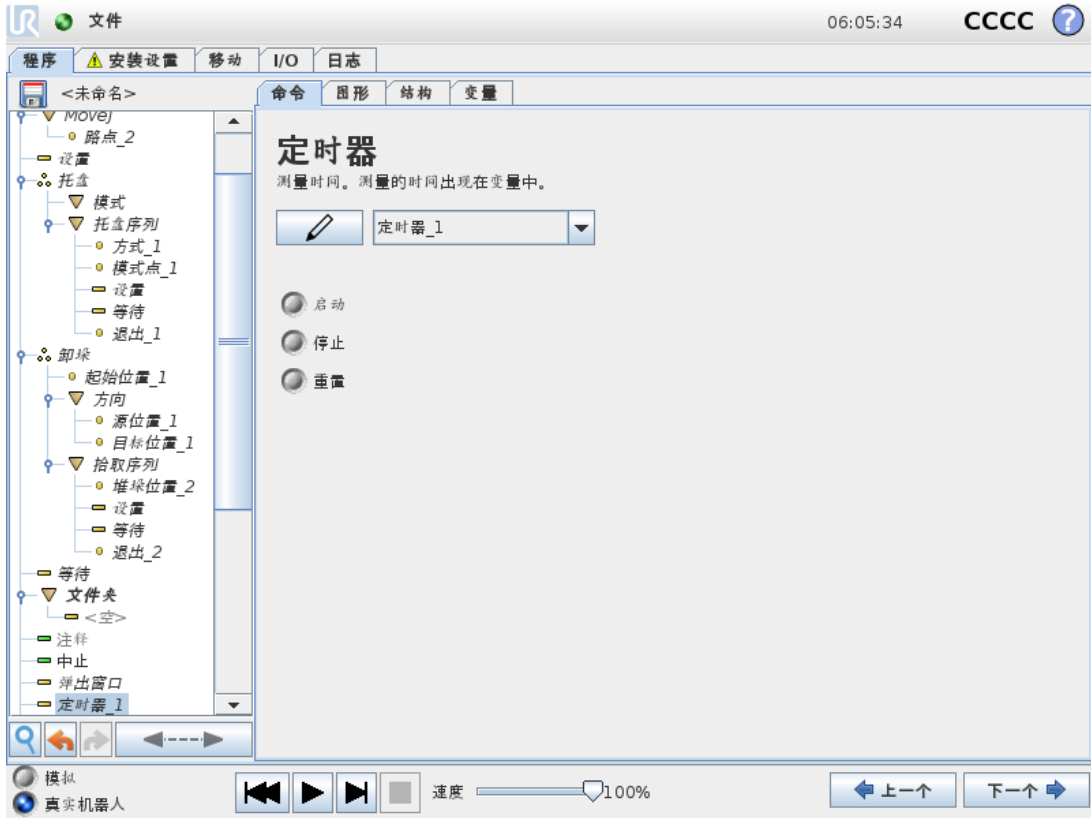 UR 文件 06:05:34 CCCC ?
程序 安装设置 移动 I/O 日志
<未命名> 命令 图形 结构 变量
MoveJ
路点_2
设置
托盘
模式
托盘序列
方式_1
模式点_1
设置
等待
退出_1
卸垛
起始位置_1
方向
源位置_1
目标位置_1
拾取序列
堆垛位置_2
设置
等待
退出_2
等待
文件夹
<空>
注释
中止
弹出窗口
定时器_1
定时器
测量时间。测量的时间出现在变量中。
定时器_1
启动
停止
重置
模拟
真实机器人
速度 100%
上一个 下一个